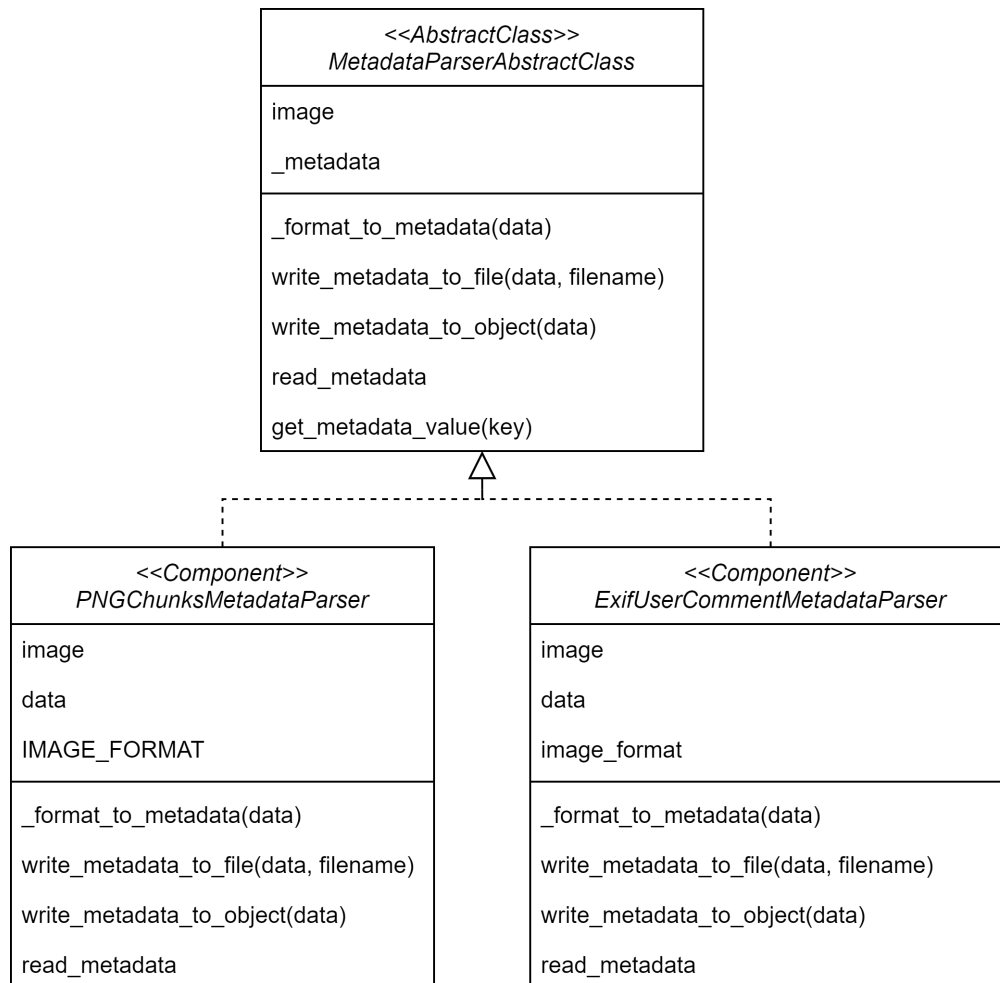 <<AbstractClass>>
MetadataParserAbstractClass
image
_metadata
_format_to_metadata(data)
write_metadata_to_file(data, filename)
write_metadata_to_object(data)
read_metadata
get_metadata_value(key)
<<Component>>
PNGChunksMetadataParser
image
data
IMAGE_FORMAT
_format_to_metadata(data)
write_metadata_to_file(data, filename)
write_metadata_to_object(data)
read_metadata
<<Component>>
ExifUserCommentMetadataParser
image
data
image_format
_format_to_metadata(data)
write_metadata_to_file(data, filename)
write_metadata_to_object(data)
read_metadata